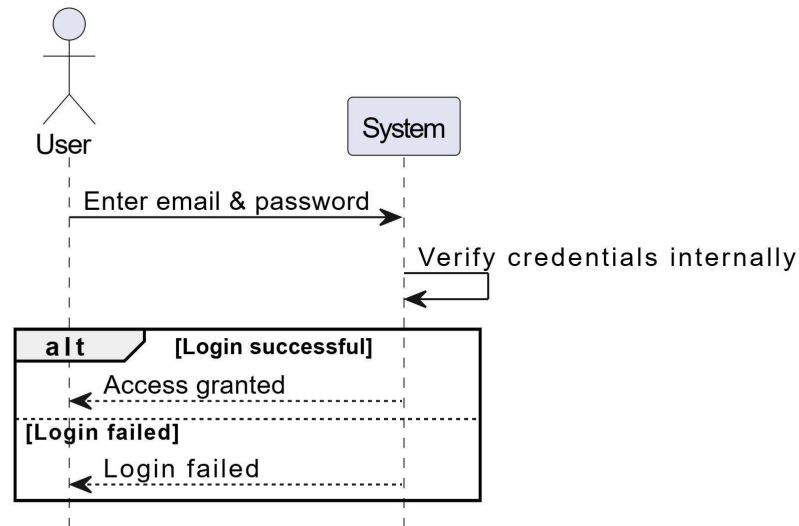 User
System
Enter email & password
Verify credentials internally
alt [Login successful]
Access granted
[Login failed]
Login failed